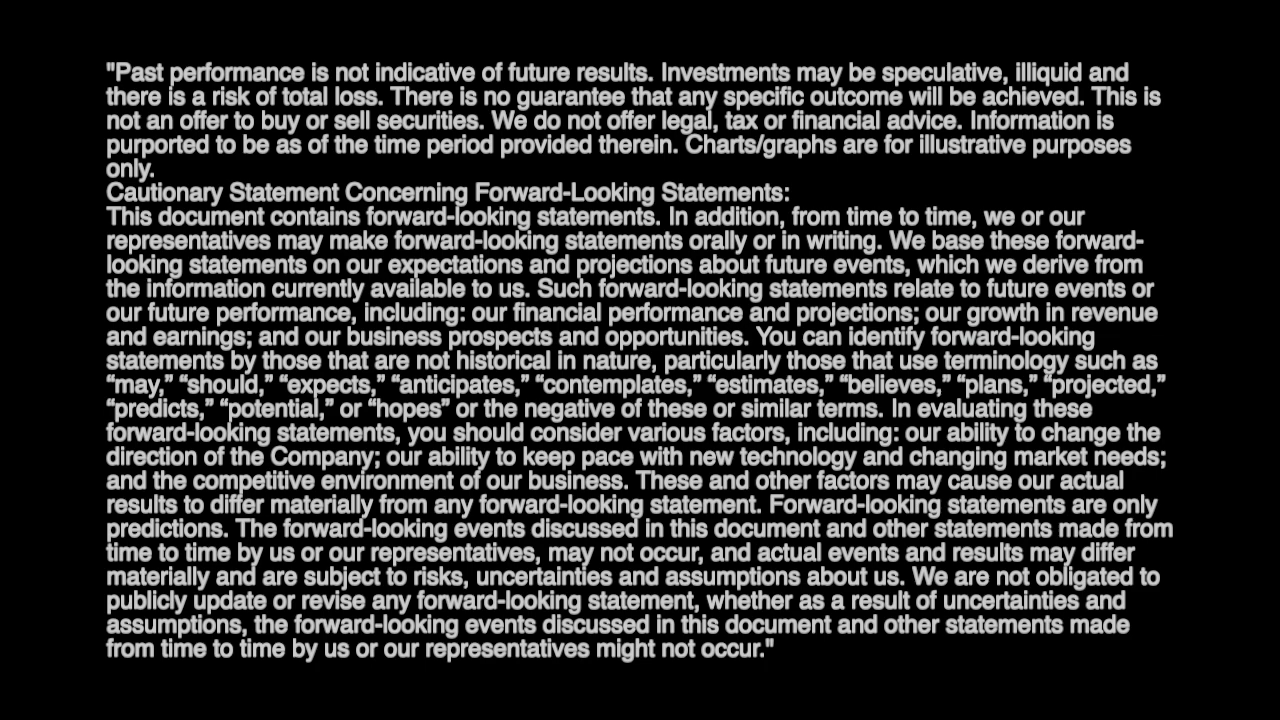 "Past performance is not indicative of future results. Investments may be speculative, illiquid and
there is a risk of total loss. There is no guarantee that any specific outcome will be achieved. This is
not an offer to buy or sell securities. We do not offer legal, tax or financial advice. Information is
purported to be as of the time period provided therein. Charts/graphs are for illustrative purposes
only.
Cautionary Statement Concerning Forward-Looking Statements:
This document contains forward-looking statements. In addition, from time to time, we or our
representatives may make forward-looking statements orally or in writing. We base these forward-
looking statements on our expectations and projections about future events, which we derive from
the information currently available to us. Such forward-looking statements relate to future events or
our future performance, including: our financial performance and projections; our growth in revenue
and earnings; and our business prospects and opportunities. You can identify forward-looking
statements by those that are not historical in nature, particularly those that use terminology such as
“may,” “should,” “expects,” “anticipates,” “contemplates,” “estimates,” “believes,” “plans,” “projected,”
“predicts,” “potential,” or “hopes” or the negative of these or similar terms. In evaluating these
forward-looking statements, you should consider various factors, including: our ability to change the
direction of the Company; our ability to keep pace with new technology and changing market needs;
and the competitive environment of our business. These and other factors may cause our actual
results to differ materially from any forward-looking statement. Forward-looking statements are only
predictions. The forward-looking events discussed in this document and other statements made from
time to time by us or our representatives, may not occur, and actual events and results may differ
materially and are subject to risks, uncertainties and assumptions about us. We are not obligated to
publicly update or revise any forward-looking statement, whether as a result of uncertainties and
assumptions, the forward-looking events discussed in this document and other statements made
from time to time by us or our representatives might not occur."